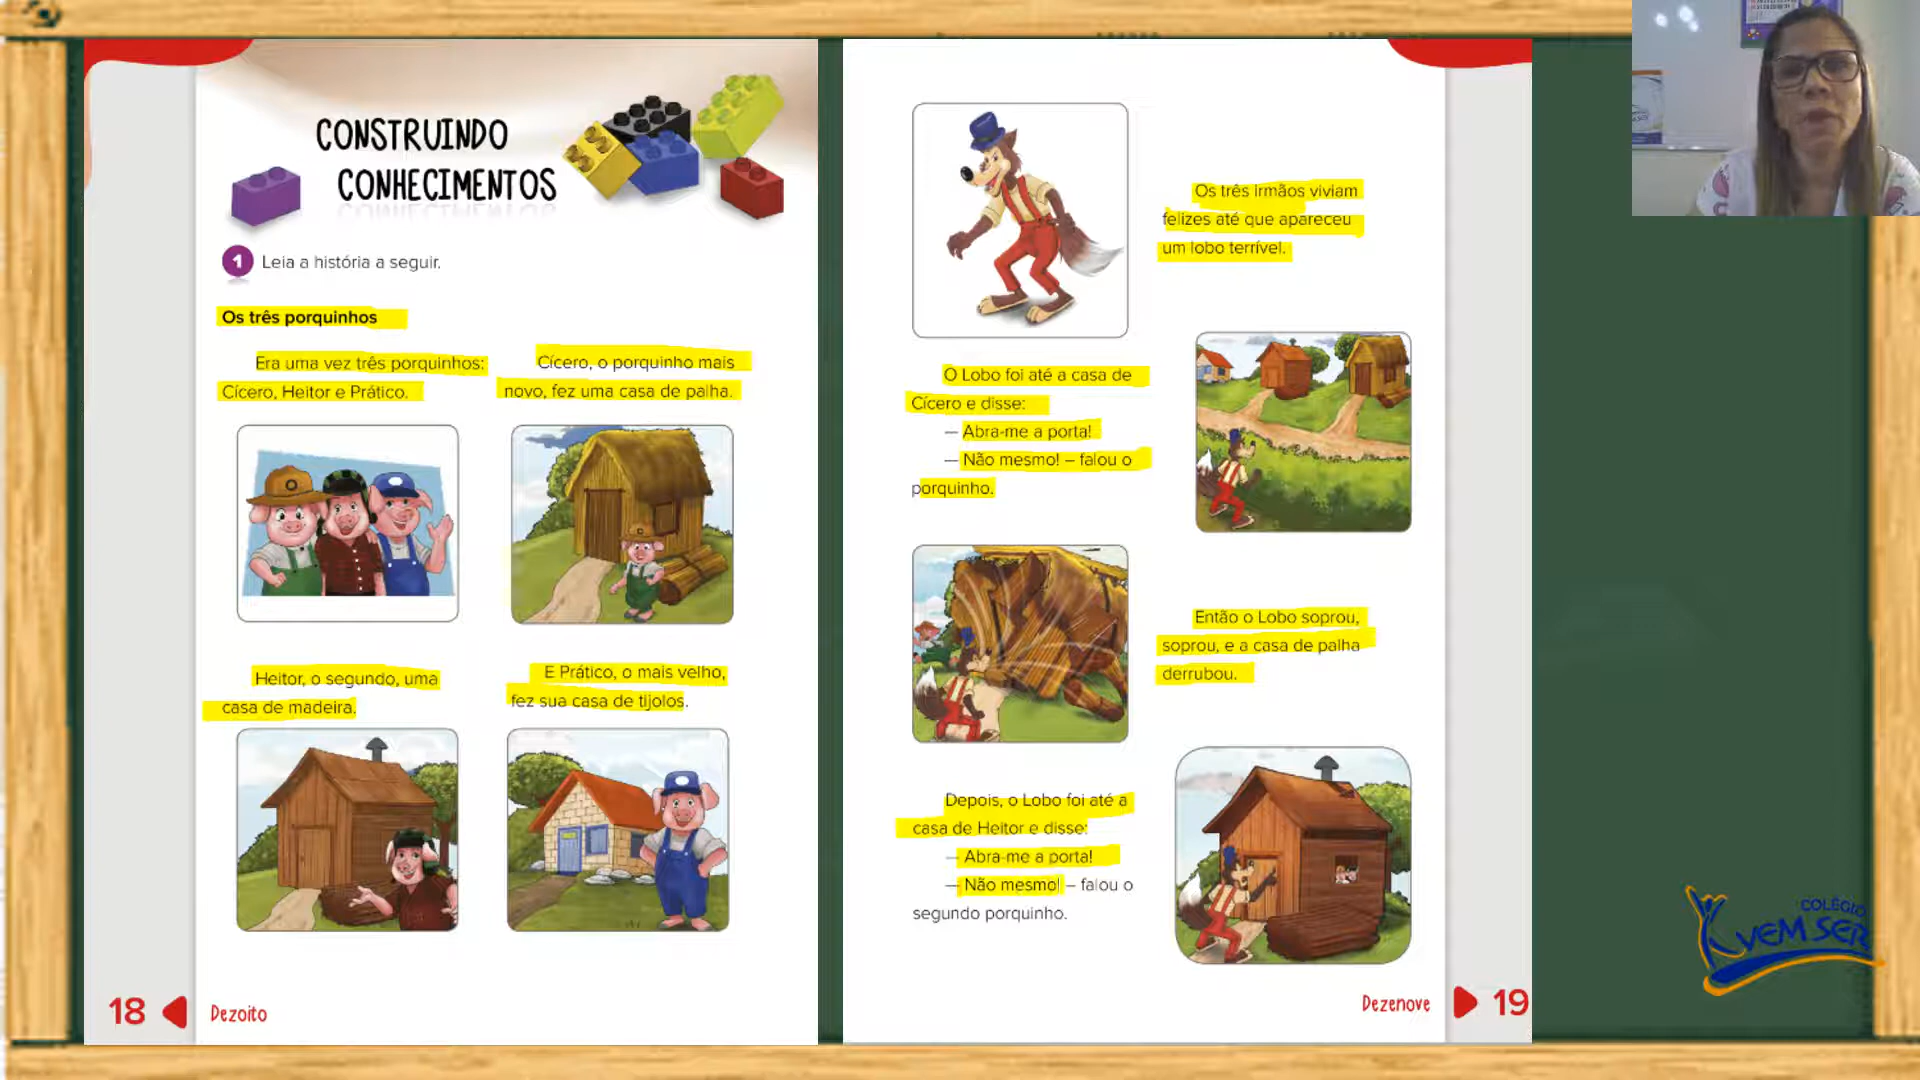 CONSTRUINDO
CONHECIMENTOS
1 Leia a história a seguir.
Os três porquinhos
Era uma vez três porquinhos:
Cícero, Heitor e Prático.
Cícero, o porquinho mais
novo, fez uma casa de palha.
Heitor, o segundo, uma
casa de madeira.
E Prático, o mais velho,
fez sua casa de tijolos.
18
Dezoito
Os três irmãos viviam
felizes até que apareceu
um lobo terrível.
O Lobo foi até a casa de
Cícero e disse:
— Abra-me a porta!
— Não mesmo! – falou o
porquinho.
Então o Lobo soprou,
soprou, e a casa de palha
derrubou.
Depois, o Lobo foi até a
casa de Heitor e disse:
— Abra-me a porta!
— Não mesmo! – falou o
segundo porquinho.
Dezenove
19
COLÉGIO
VEM SER